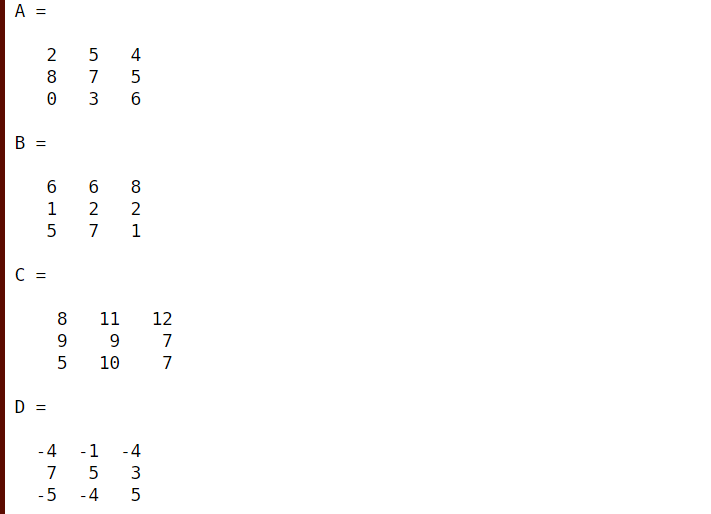 A =
2 5 4
8 7 5
0 3 6
B =
6 6 8
1 2 2
5 7 1
C =
8 11 12
9 9 7
5 10 7
D =
-4 -1 -4
7 5 3
-5 -4 5